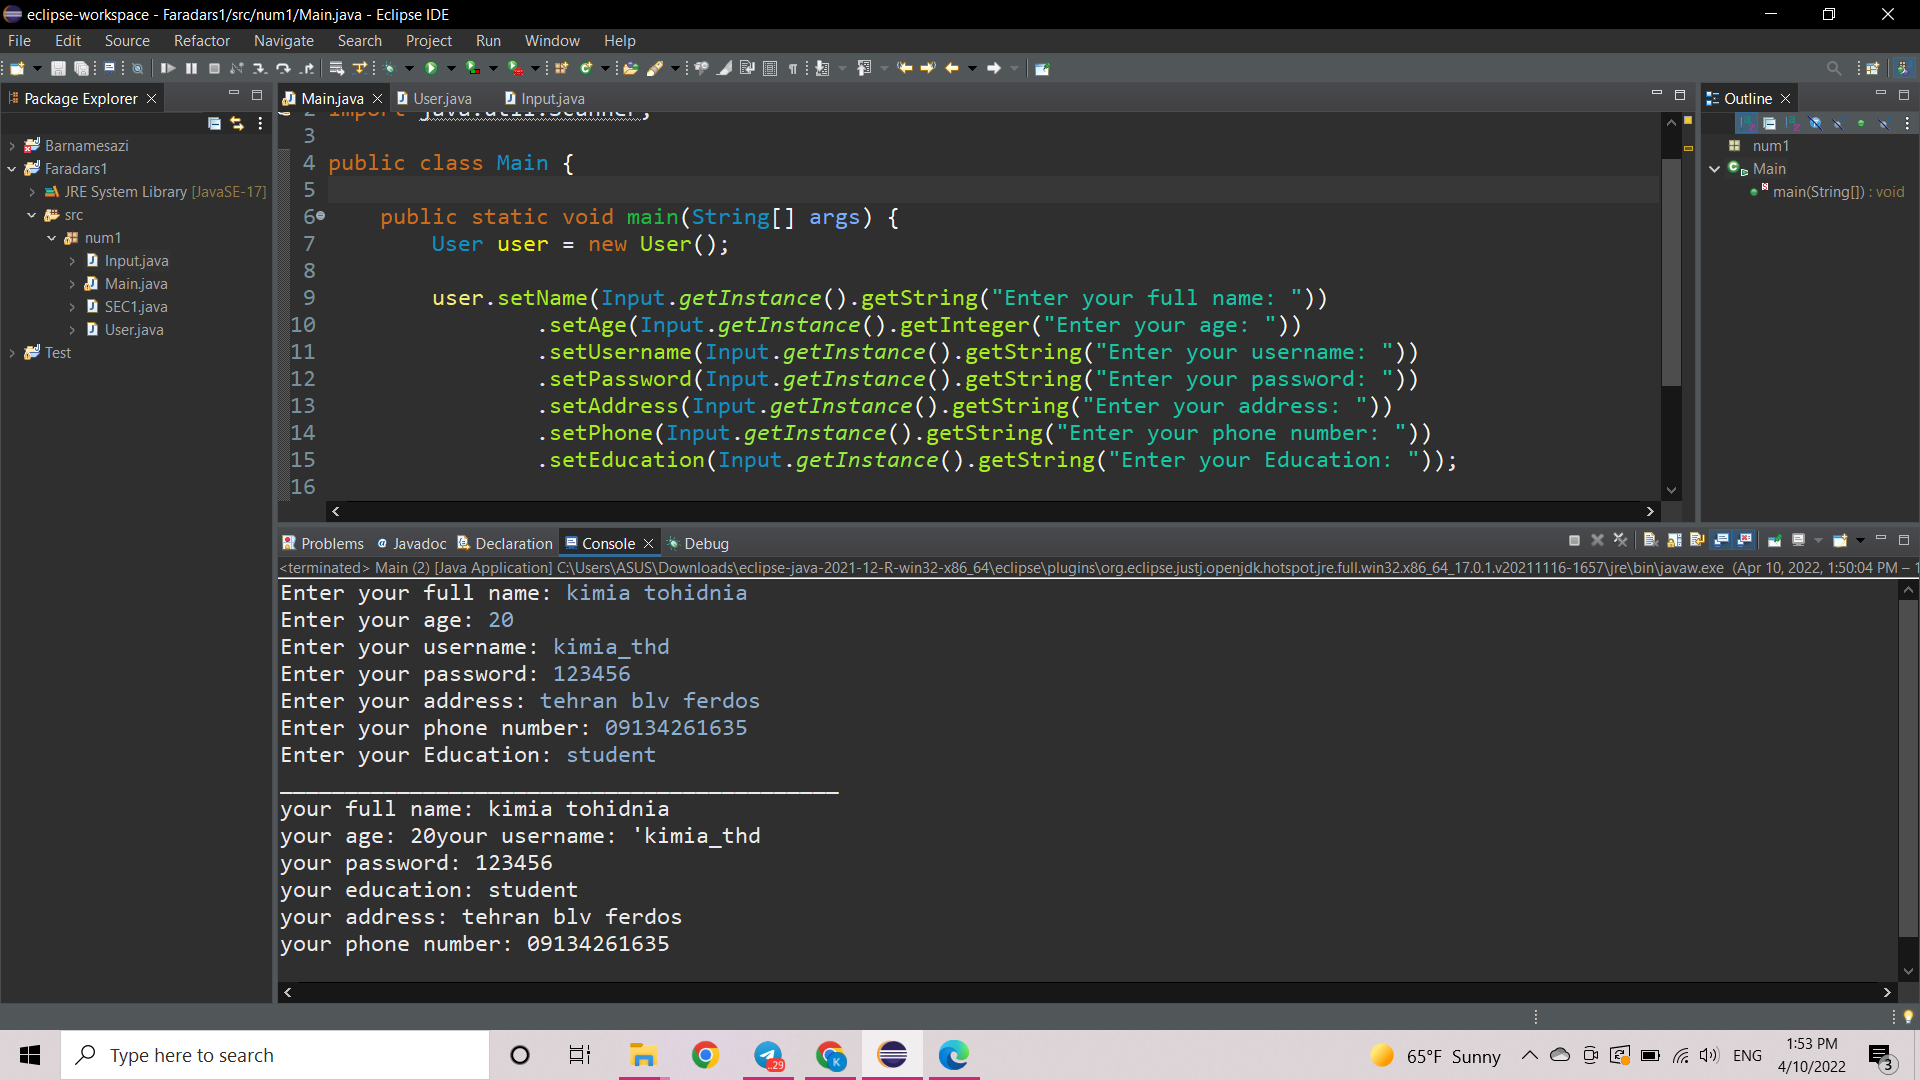 eclipse-workspace - Faradars1/src/num1/Main.java - Eclipse IDE
File Edit Source Refactor Navigate Search Project Run Window Help
Package Explorer
Main.java User.java Input.java
Outline
Barnamesazi
Faradars1
JRE System Library [JavaSE-17]
src
num1
Input.java
Main.java
SEC1.java
User.java
Test
2 import java.util.Scanner;
3
4 public class Main {
5
6 public static void main(String[] args) {
7 User user = new User();
8
9 user.setName(Input.getInstance().getString("Enter your full name: "))
10 .setAge(Input.getInstance().getInteger("Enter your age: "))
11 .setUsername(Input.getInstance().getString("Enter your username: "))
12 .setPassword(Input.getInstance().getString("Enter your password: "))
13 .setAddress(Input.getInstance().getString("Enter your address: "))
14 .setPhone(Input.getInstance().getString("Enter your phone number: "))
15 .setEducation(Input.getInstance().getString("Enter your Education: "));
16
num1
Main
main(String[]) : void
Problems Javadoc Declaration Console Debug
<terminated> Main (2) [Java Application] C:\Users\ASUS\Downloads\eclipse-java-2021-12-R-win32-x86_64\eclipse\plugins\org.eclipse.justj.openjdk.hotspot.jre.full.win32.x86_64_17.0.1.v20211116-1657\jre\bin\javaw.exe (Apr 10, 2022, 1:50:04 PM – 1
Enter your full name: kimia tohidnia
Enter your age: 20
Enter your username: kimia_thd
Enter your password: 123456
Enter your address: tehran blv ferdos
Enter your phone number: 09134261635
Enter your Education: student
___________________________________________
your full name: kimia tohidnia
your age: 20your username: 'kimia_thd
your password: 123456
your education: student
your address: tehran blv ferdos
your phone number: 09134261635
Type here to search
..29
K
65°F Sunny
ENG
1:53 PM
4/10/2022
3